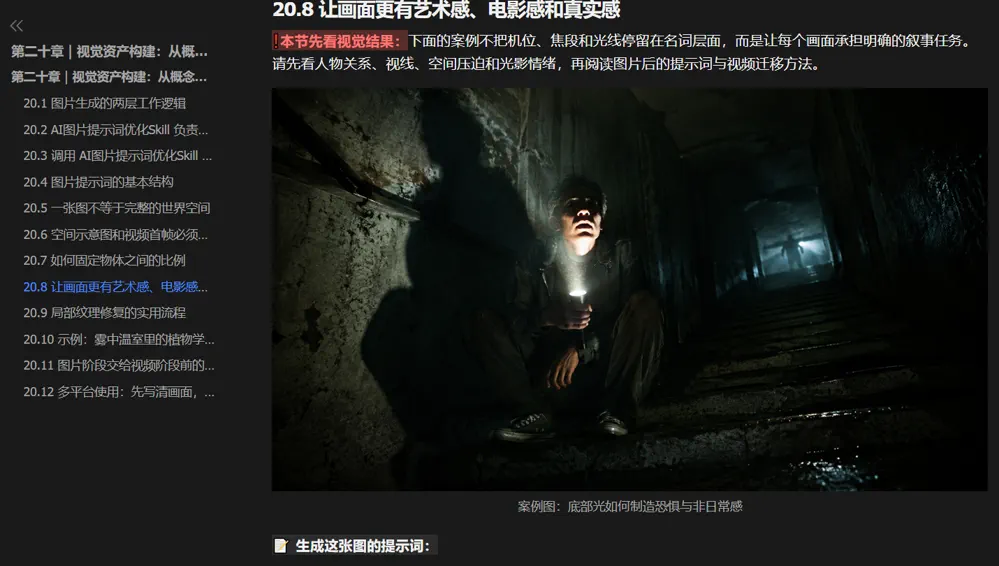 第二十章｜视觉资产构建：从概...
第二十章｜视觉资产构建：从概念...
20.1 图片生成的两层工作逻辑
20.2 AI图片提示词优化Skill 负责...
20.3 调用 AI图片提示词优化Skill ...
20.4 图片提示词的基本结构
20.5 一张图不等于完整的世界空间
20.6 空间示意图和视频首帧必须...
20.7 如何固定物体之间的比例
20.8 让画面更有艺术感、电影感...
20.9 局部纹理修复的实用流程
20.10 示例：雾中温室里的植物学...
20.11 图片阶段交给视频阶段前的...
20.12 多平台使用：先写清画面，...
20.8 让画面更有艺术感、电影感和真实感
❗本节先看视觉结果：下面的案例不把机位、焦段和光线停留在名词层面，而是让每个画面承担明确的叙事任务。
请先看人物关系、视线、空间压迫和光影情绪，再阅读图片后的提示词与视频迁移方法。
案例图：底部光如何制造恐惧与非日常感
📝 生成这张图的提示词：